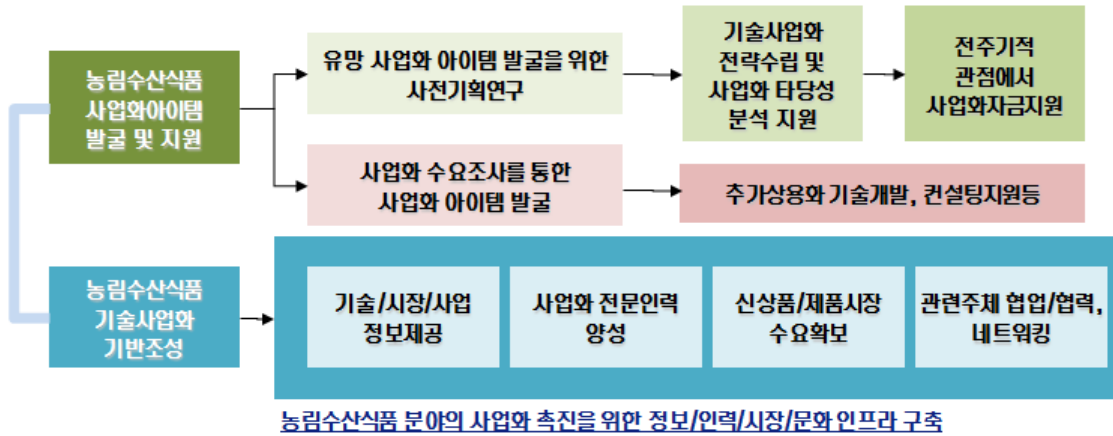 농림수산식품
사업화아이템
발굴 및 지원
유망 사업화 아이템 발굴을 위한
사전기획연구
기술사업화
전략수립 및
사업화 타당성
분석 지원
전주기적
관점에서
사업화자금지원
사업화 수요조사를 통한
사업화 아이템 발굴
추가상용화 기술개발, 컨설팅지원등
농림수산식품
기술사업화
기반조성
기술/시장/사업
정보제공
사업화 전문인력
양성
신상품/제품시장
수요확보
관련주체 협업/협력,
네트워킹
농림수산식품 분야의 사업화 촉진을 위한 정보/인력/시장/문화 인프라 구축